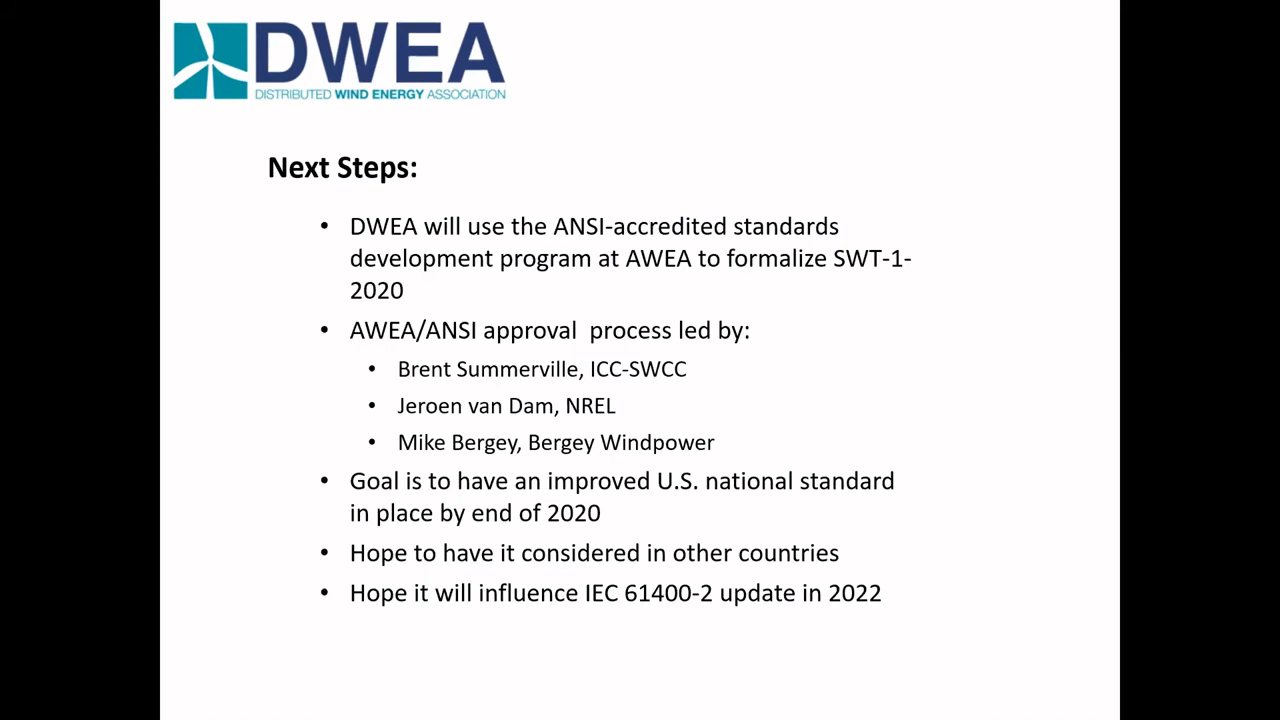 DWEA
DISTRIBUTED WIND ENERGY ASSOCIATION
Next Steps:
• DWEA will use the ANSI-accredited standards
development program at AWEA to formalize SWT-1-
2020
• AWEA/ANSI approval  process led by:
• Brent Summerville, ICC-SWCC
• Jeroen van Dam, NREL
• Mike Bergey, Bergey Windpower
• Goal is to have an improved U.S. national standard
in place by end of 2020
• Hope to have it considered in other countries
• Hope it will influence IEC 61400-2 update in 2022